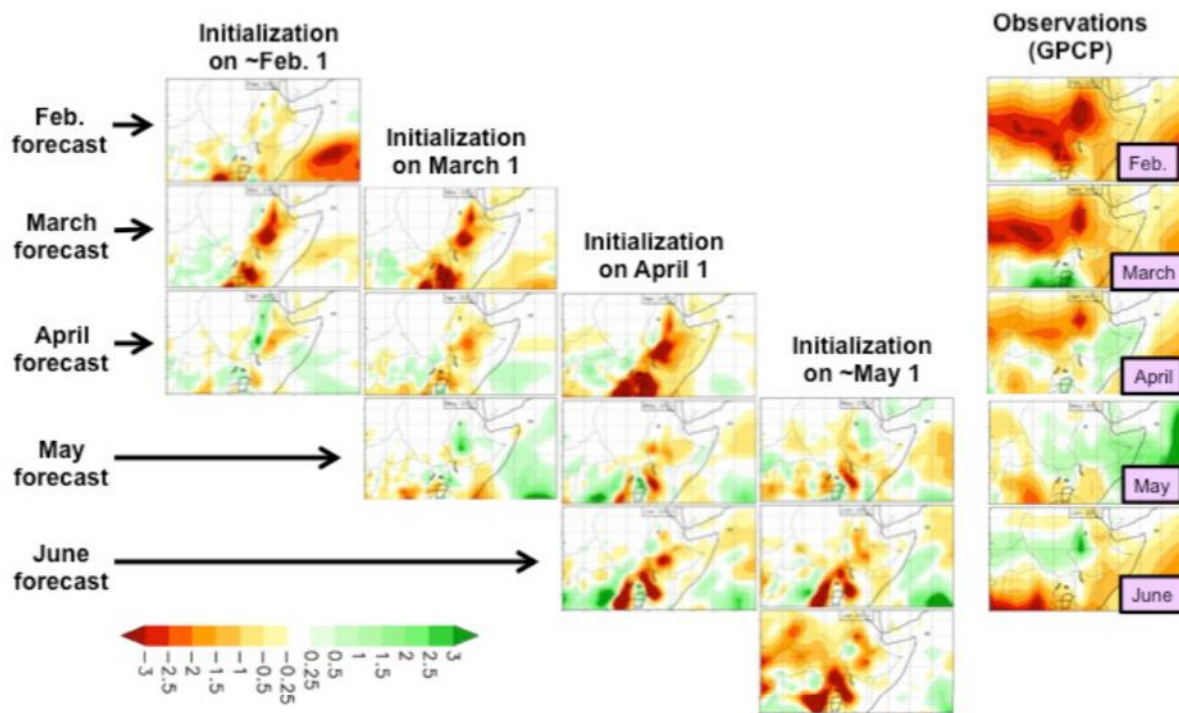 Initialization
on ~Feb. 1
Observations
(GPCP)
Feb.
forecast
Initialization
on March 1
Feb.
March
forecast
Initialization
on April 1
March
April
forecast
Initialization
on ~May 1
April
May
forecast
May
June
forecast
June
-3
-2.5
-2
-1.5
-1
-0.5
-0.25
0.25
0.5
1
1.5
2
2.5
3